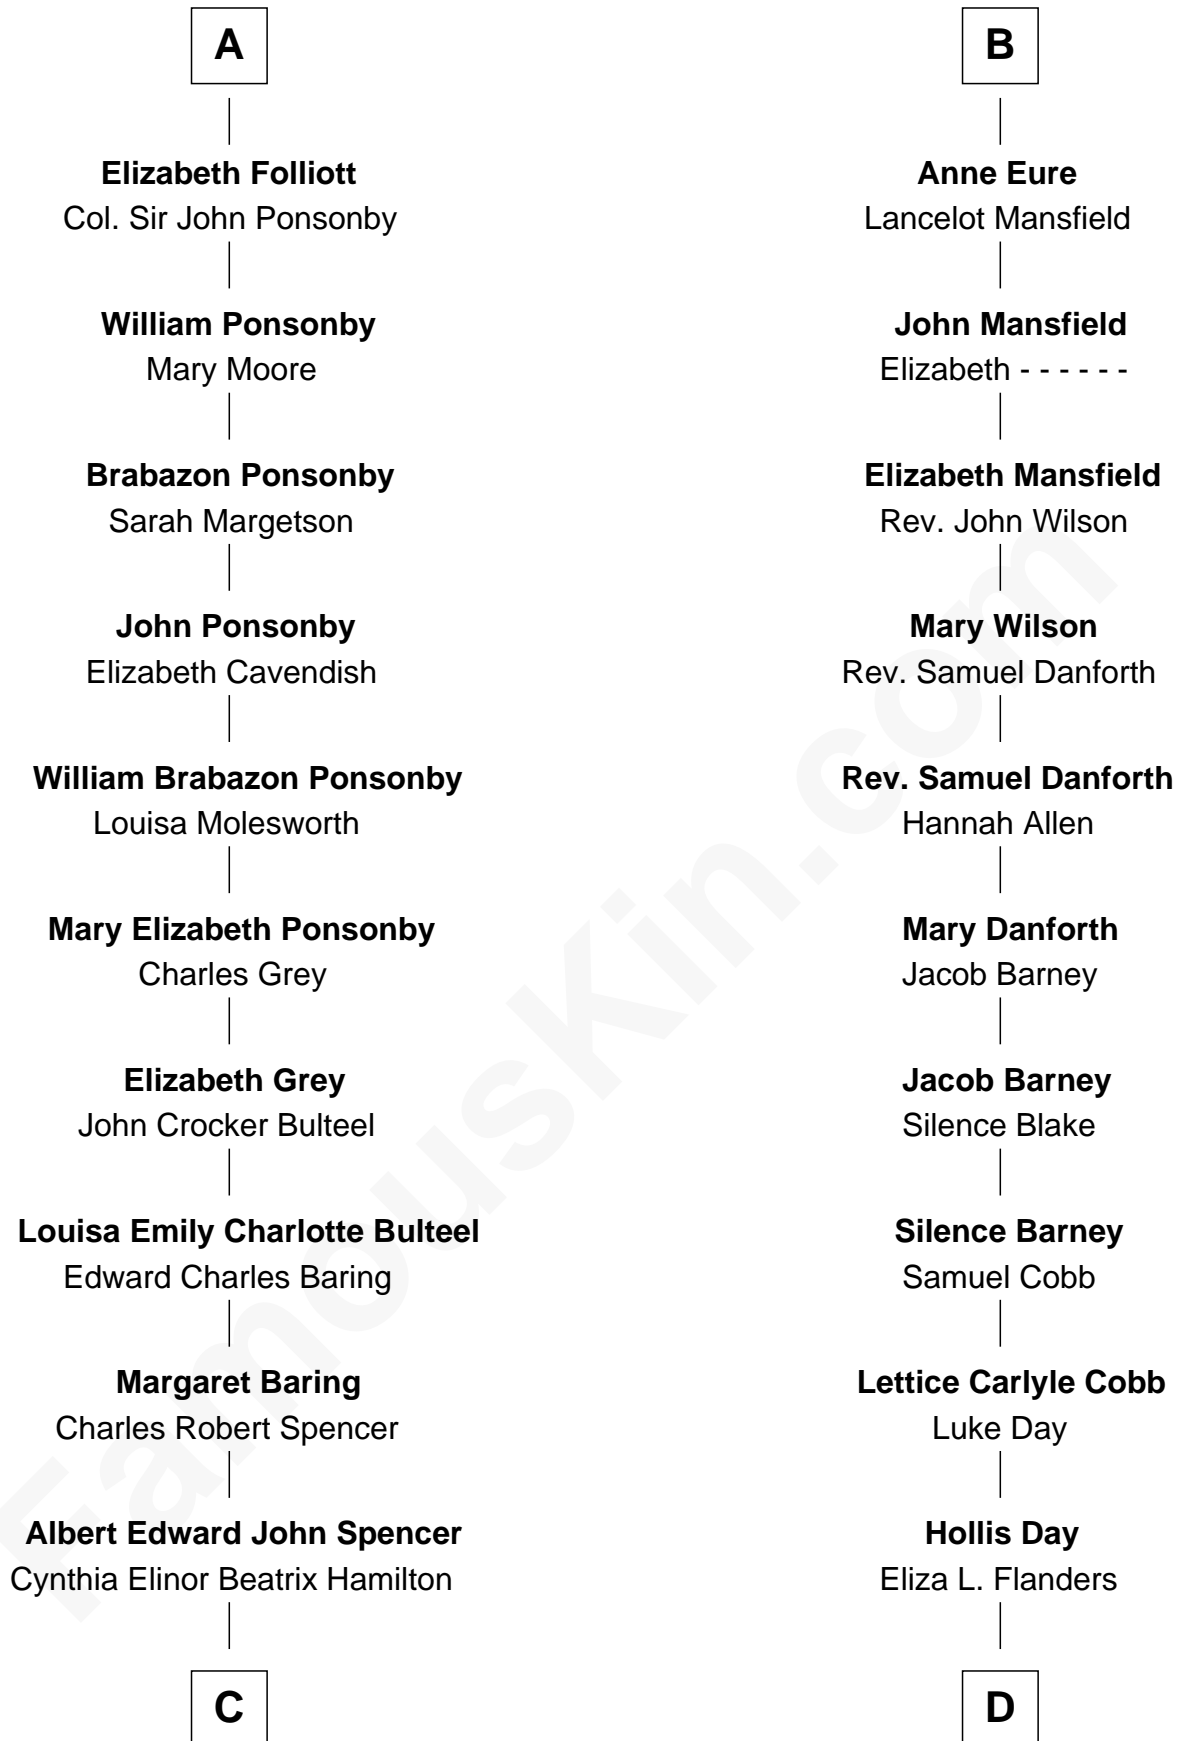 A
Elizabeth Folliott
Col. Sir John Ponsonby
William Ponsonby
Mary Moore
Brabazon Ponsonby
Sarah Margetson
John Ponsonby
Elizabeth Cavendish
William Brabazon Ponsonby
Louisa Molesworth
Mary Elizabeth Ponsonby
Charles Grey
Elizabeth Grey
John Crocker Bulteel
Louisa Emily Charlotte Bulteel
Edward Charles Baring
Margaret Baring
Charles Robert Spencer
Albert Edward John Spencer
Cynthia Elinor Beatrix Hamilton
C
B
Anne Eure
Lancelot Mansfield
John Mansfield
Elizabeth - - - - - -
Elizabeth Mansfield
Rev. John Wilson
Mary Wilson
Rev. Samuel Danforth
Rev. Samuel Danforth
Hannah Allen
Mary Danforth
Jacob Barney
Jacob Barney
Silence Blake
Silence Barney
Samuel Cobb
Lettice Carlyle Cobb
Luke Day
Hollis Day
Eliza L. Flanders
D
FamousKin.com